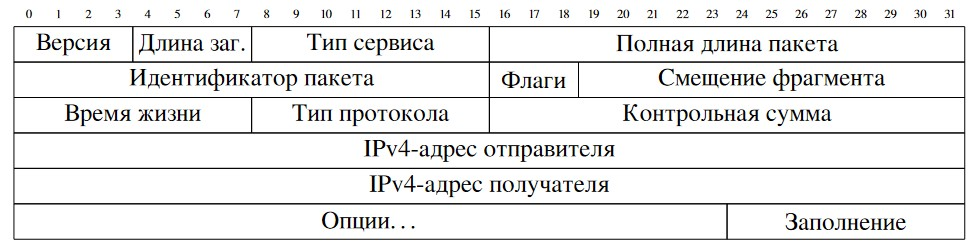 0 1 2 3 4 5 6 7 8 9 10 11 12 13 14 15 16 17 18 19 20 21 22 23 24 25 26 27 28 29 30 31
Версия Длина заг. Тип сервиса Полная длина пакета
Идентификатор пакета Флаги Смещение фрагмента
Время жизни Тип протокола Контрольная сумма
IPv4-адрес отправителя
IPv4-адрес получателя
Опции... Заполнение